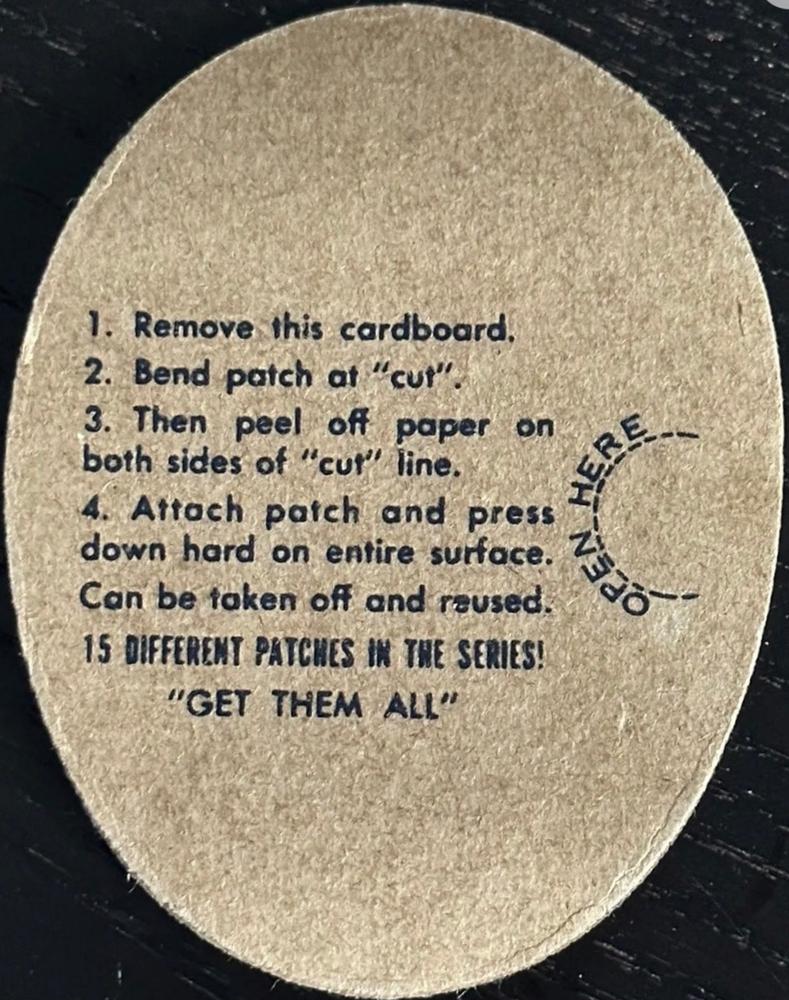 1. Remove this cardboard.
2. Bend patch at "cut".
3. Then peel off paper on
both sides of "cut" line.
4. Attach patch and press
down hard on entire surface.
Can be taken off and reused.
15 DIFFERENT PATCHES IN THE SERIES!
"GET THEM ALL"
OPEN HERE